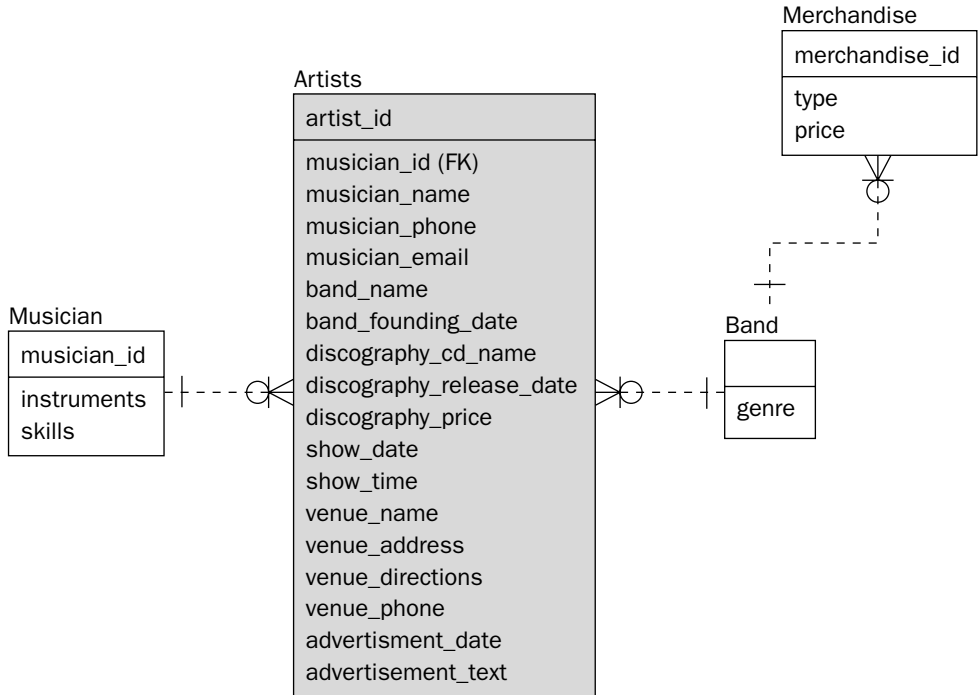 Merchandise
merchandise_id
type
price
Artists
artist_id
musician_id (FK)
musician_name
musician_phone
musician_email
band_name
band_founding_date
discography_cd_name
discography_release_date
discography_price
show_date
show_time
venue_name
venue_address
venue_directions
venue_phone
advertisment_date
advertisement_text
Musician
musician_id
instruments
skills
Band
genre